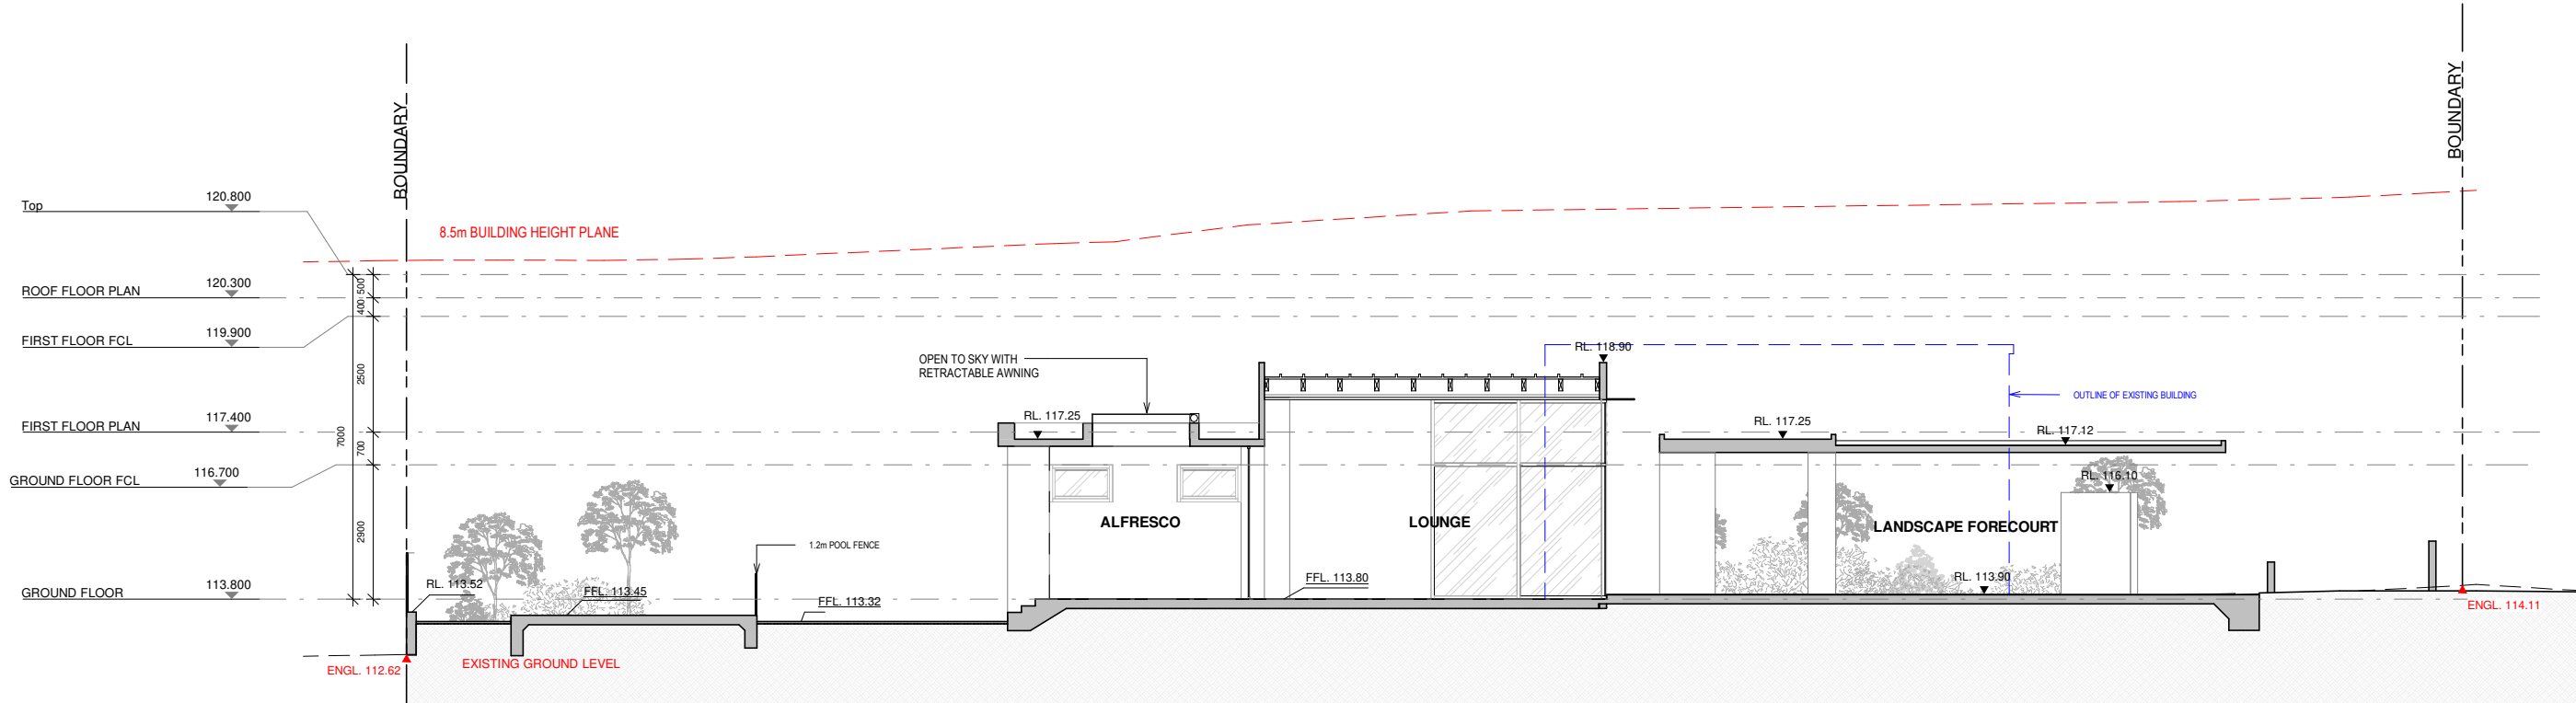 BOUNDARY
BOUNDARY
Top 120.800
8.5m BUILDING HEIGHT PLANE
ROOF FLOOR PLAN 120.300
500
400
FIRST FLOOR FCL 119.900
RL. 118.90
OPEN TO SKY WITH
RETRACTABLE AWNING
2500
OUTLINE OF EXISTING BUILDING
FIRST FLOOR PLAN 117.400
RL. 117.25
RL. 117.25
RL. 117.12
7000
700
GROUND FLOOR FCL 116.700
RL. 116.10
2900
ALFRESCO
LOUNGE
LANDSCAPE FORECOURT
1.2m POOL FENCE
GROUND FLOOR 113.800
RL. 113.52
FFL. 113.45
FFL. 113.32
FFL. 113.80
RL. 113.90
ENGL. 114.11
ENGL. 112.62
EXISTING GROUND LEVEL